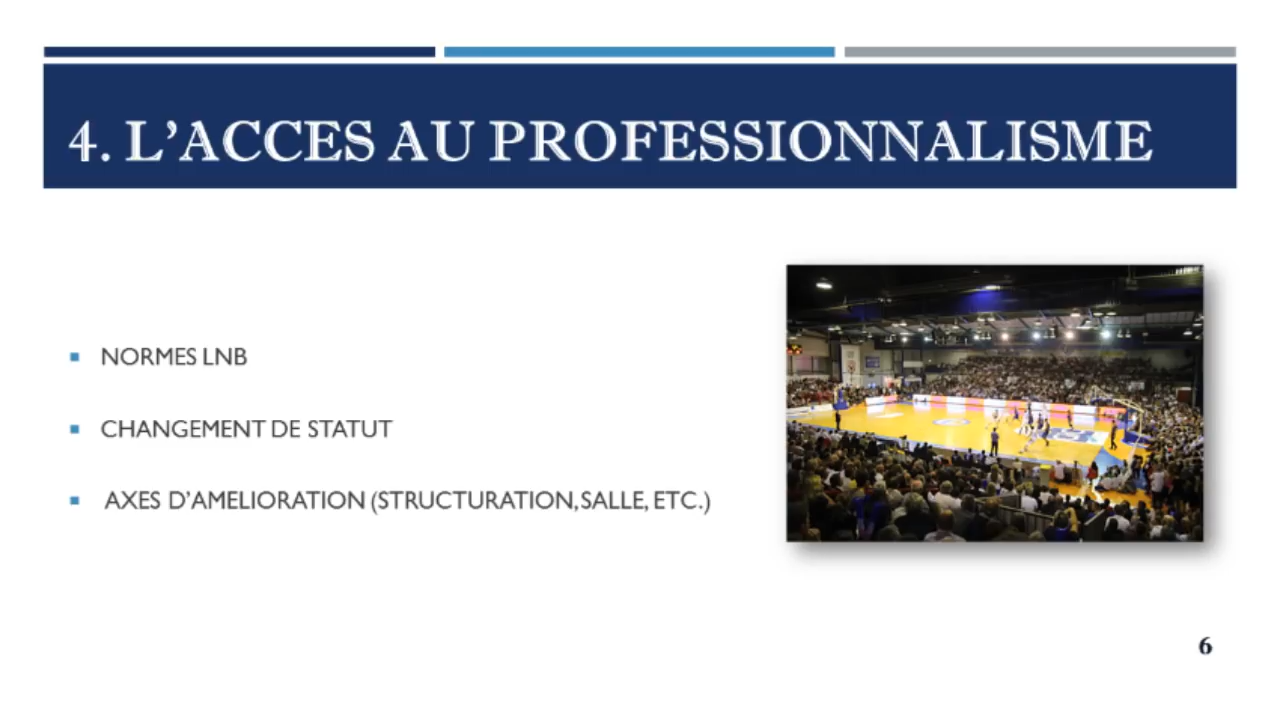 4. L’ACCES AU PROFESSIONNALISME
NORMES LNB
CHANGEMENT DE STATUT
AXES D’AMELIORATION (STRUCTURATION, SALLE, ETC.)
6